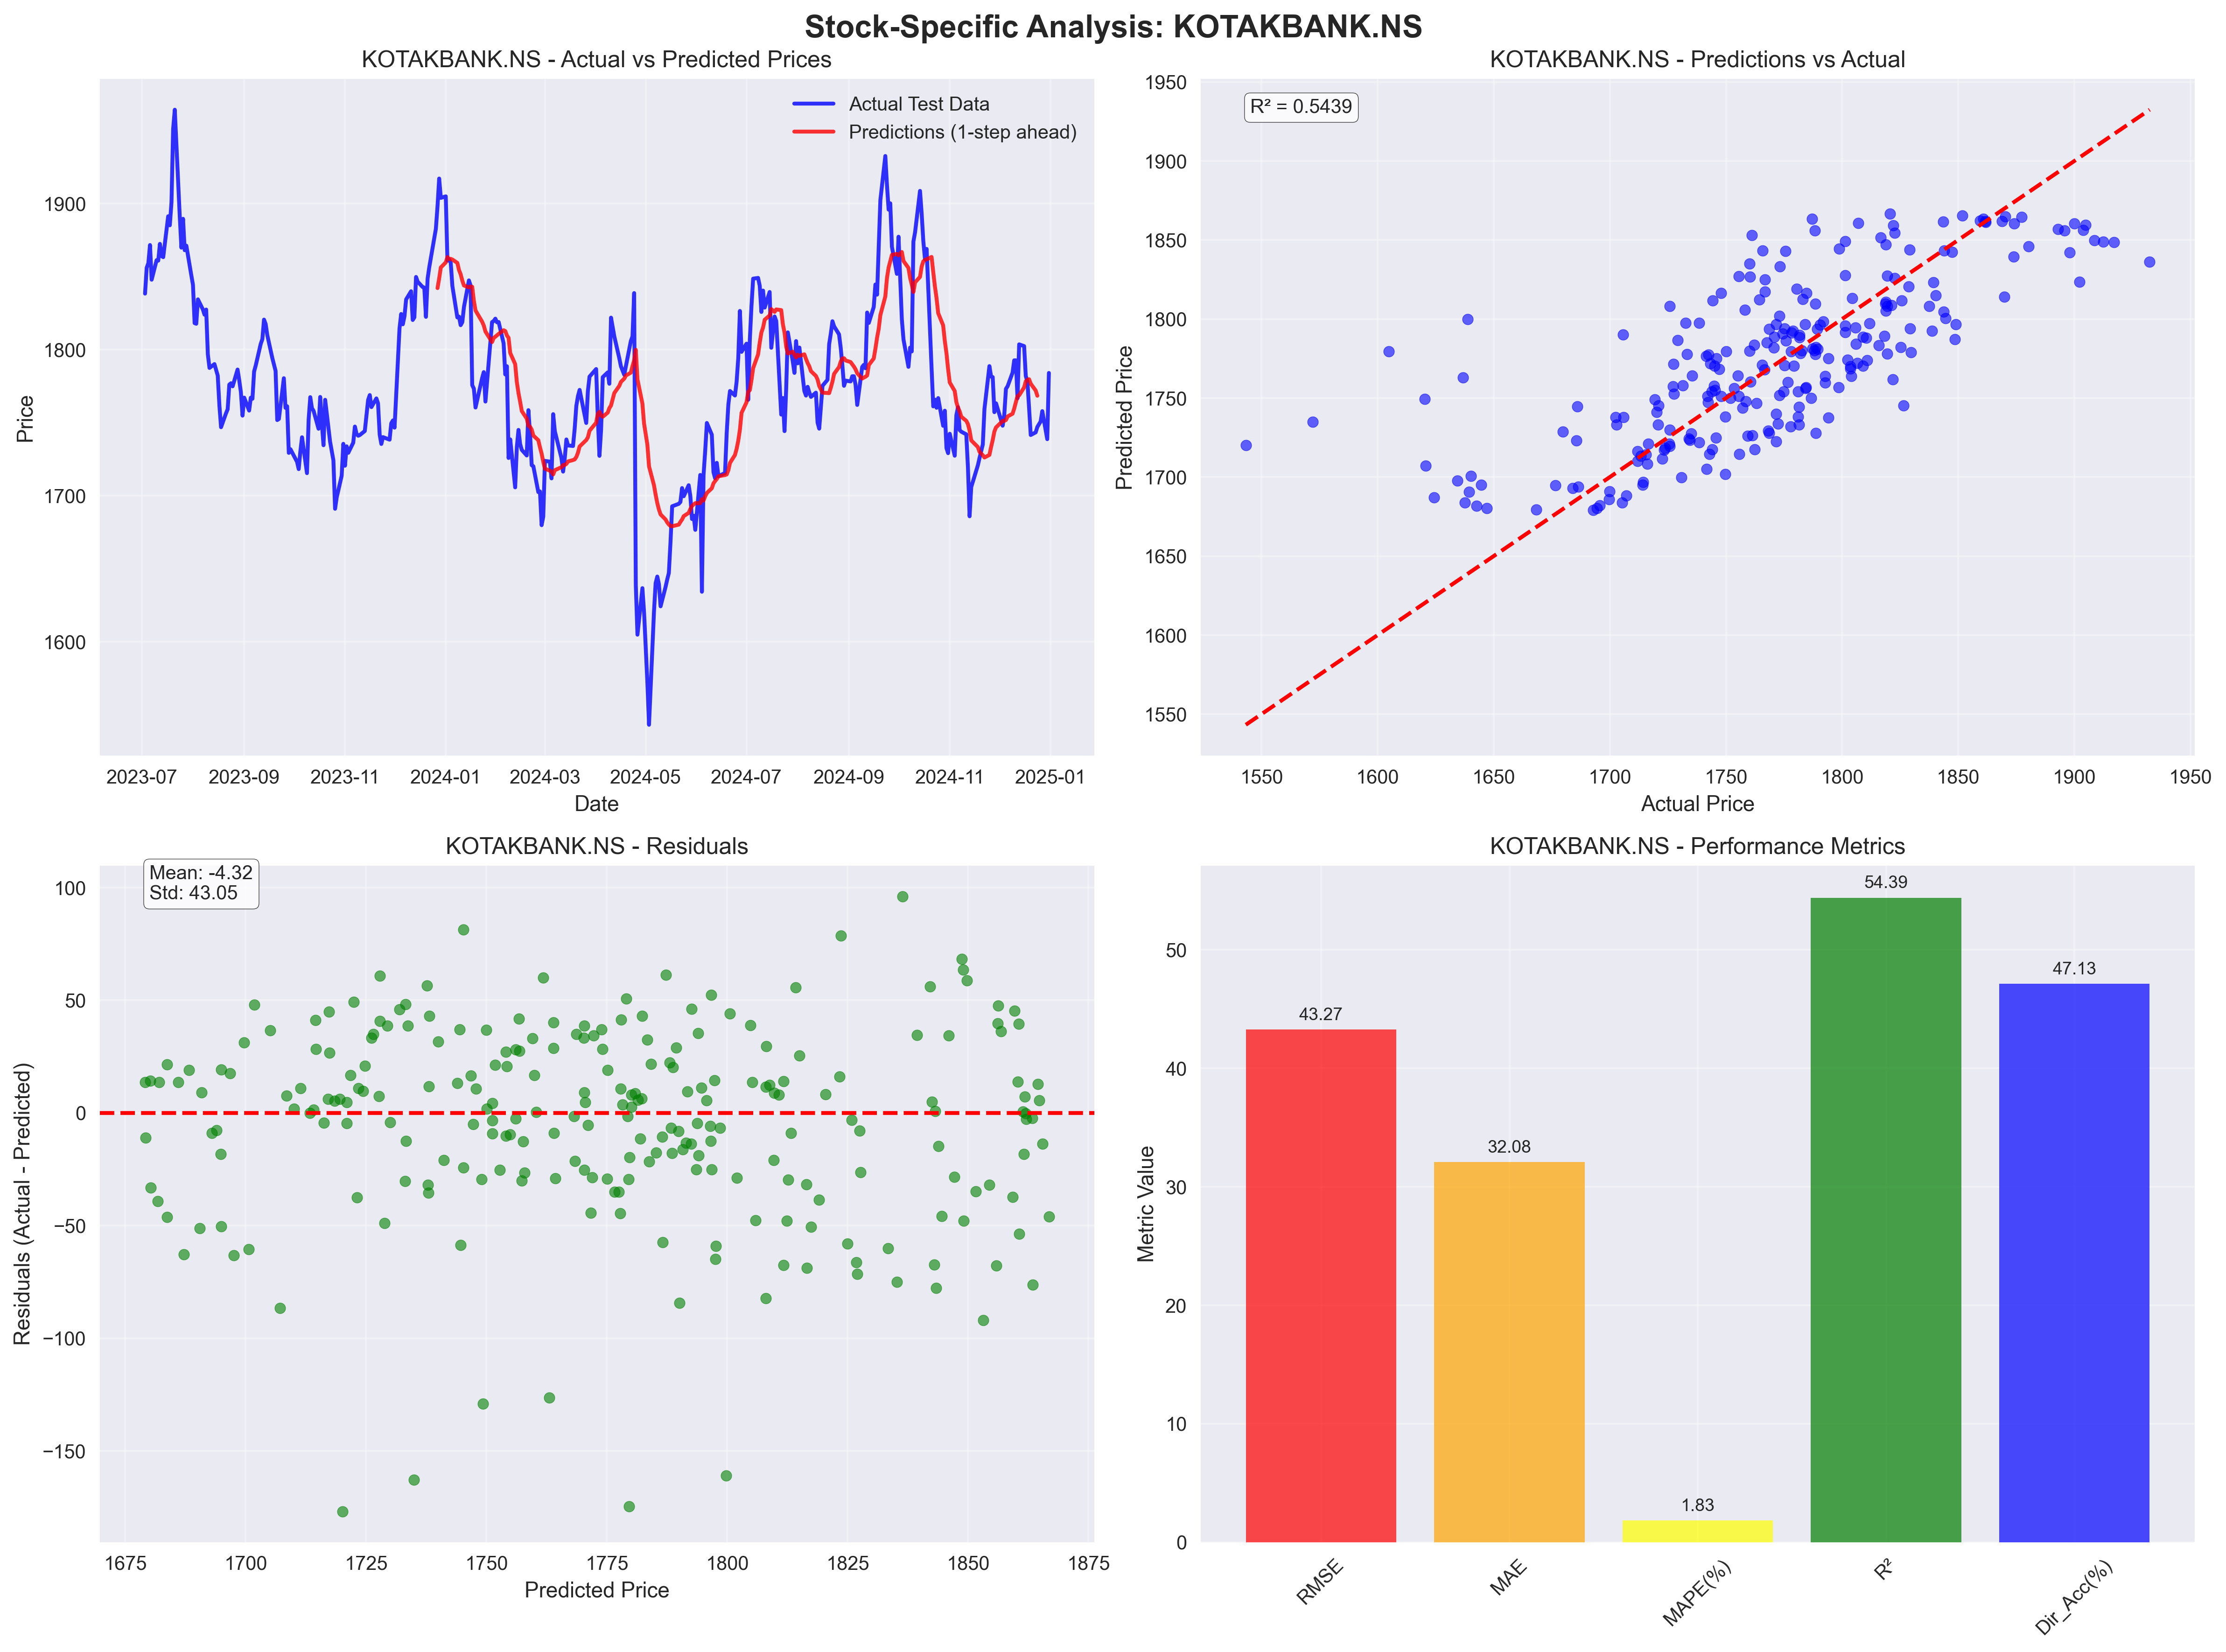 Stock-Specific Analysis: KOTAKBANK.NS
KOTAKBANK.NS - Actual vs Predicted Prices
Actual Test Data
Predictions (1-step ahead)
Price
1900
1800
1700
1600
2023-07 2023-09 2023-11 2024-01 2024-03 2024-05 2024-07 2024-09 2024-11 2025-01
Date
KOTAKBANK.NS - Predictions vs Actual
R² = 0.5439
Predicted Price
1950
1900
1850
1800
1750
1700
1650
1600
1550
1550 1600 1650 1700 1750 1800 1850 1900 1950
Actual Price
KOTAKBANK.NS - Residuals
Mean: -4.32
Std: 43.05
Residuals (Actual - Predicted)
100
50
0
−50
−100
−150
1675 1700 1725 1750 1775 1800 1825 1850 1875
Predicted Price
KOTAKBANK.NS - Performance Metrics
Metric Value
50
40
30
20
10
0
43.27
32.08
1.83
54.39
47.13
RMSE
MAE
MAPE(%)
R²
Dir_Acc(%)